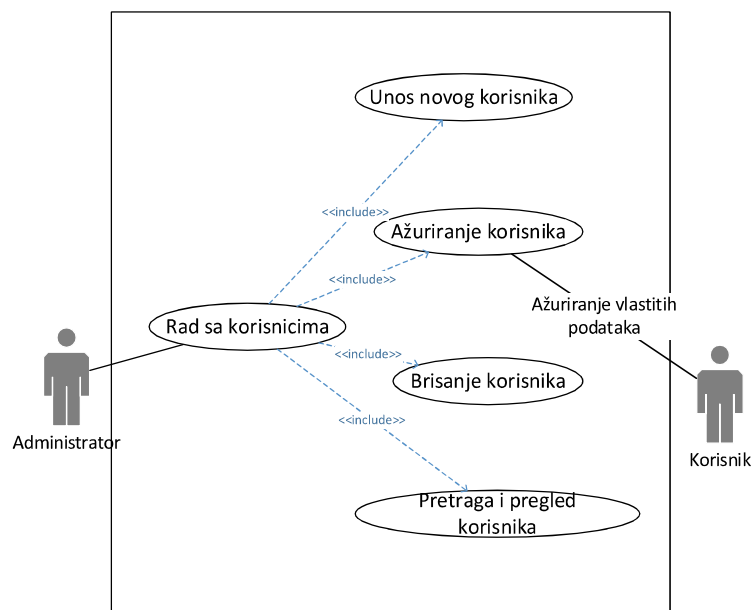 Unos novog korisnika
<<include>>
Ažuriranje korisnika
<<include>>
Ažuriranje vlastitih
podataka
Rad sa korisnicima
<<include>>
Brisanje korisnika
Administrator
<<include>>
Korisnik
Pretraga i pregled
korisnika